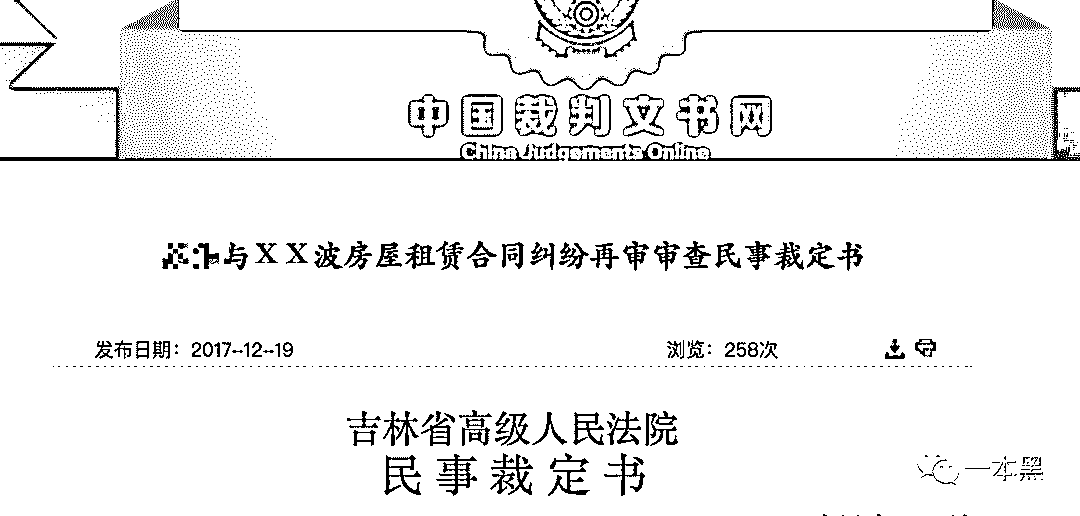 中国裁判文书网
China Judgements Online
与XX波房屋租赁合同纠纷再审审查民事裁定书
发布日期：2017-12-19
浏览：258次
吉林省高级人民法院
民事裁定书
一本黑